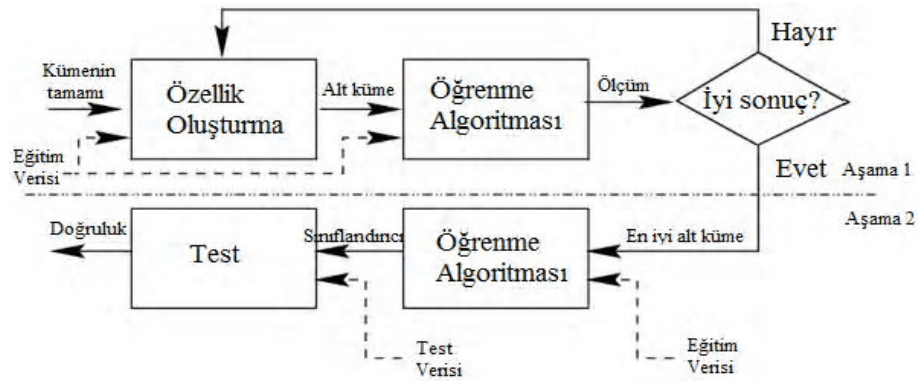 Hayır
Kümenin
tamamı
Özellik
Oluşturma
Alt küme
Öğrenme
Algoritması
Ölçüm
İyi sonuç?
Eğitim
Verisi
Evet
Aşama 1
Aşama 2
Doğruluk
Test
Sınıflandırıcı
Öğrenme
Algoritması
En iyi alt küme
Test
Verisi
Eğitim
Verisi